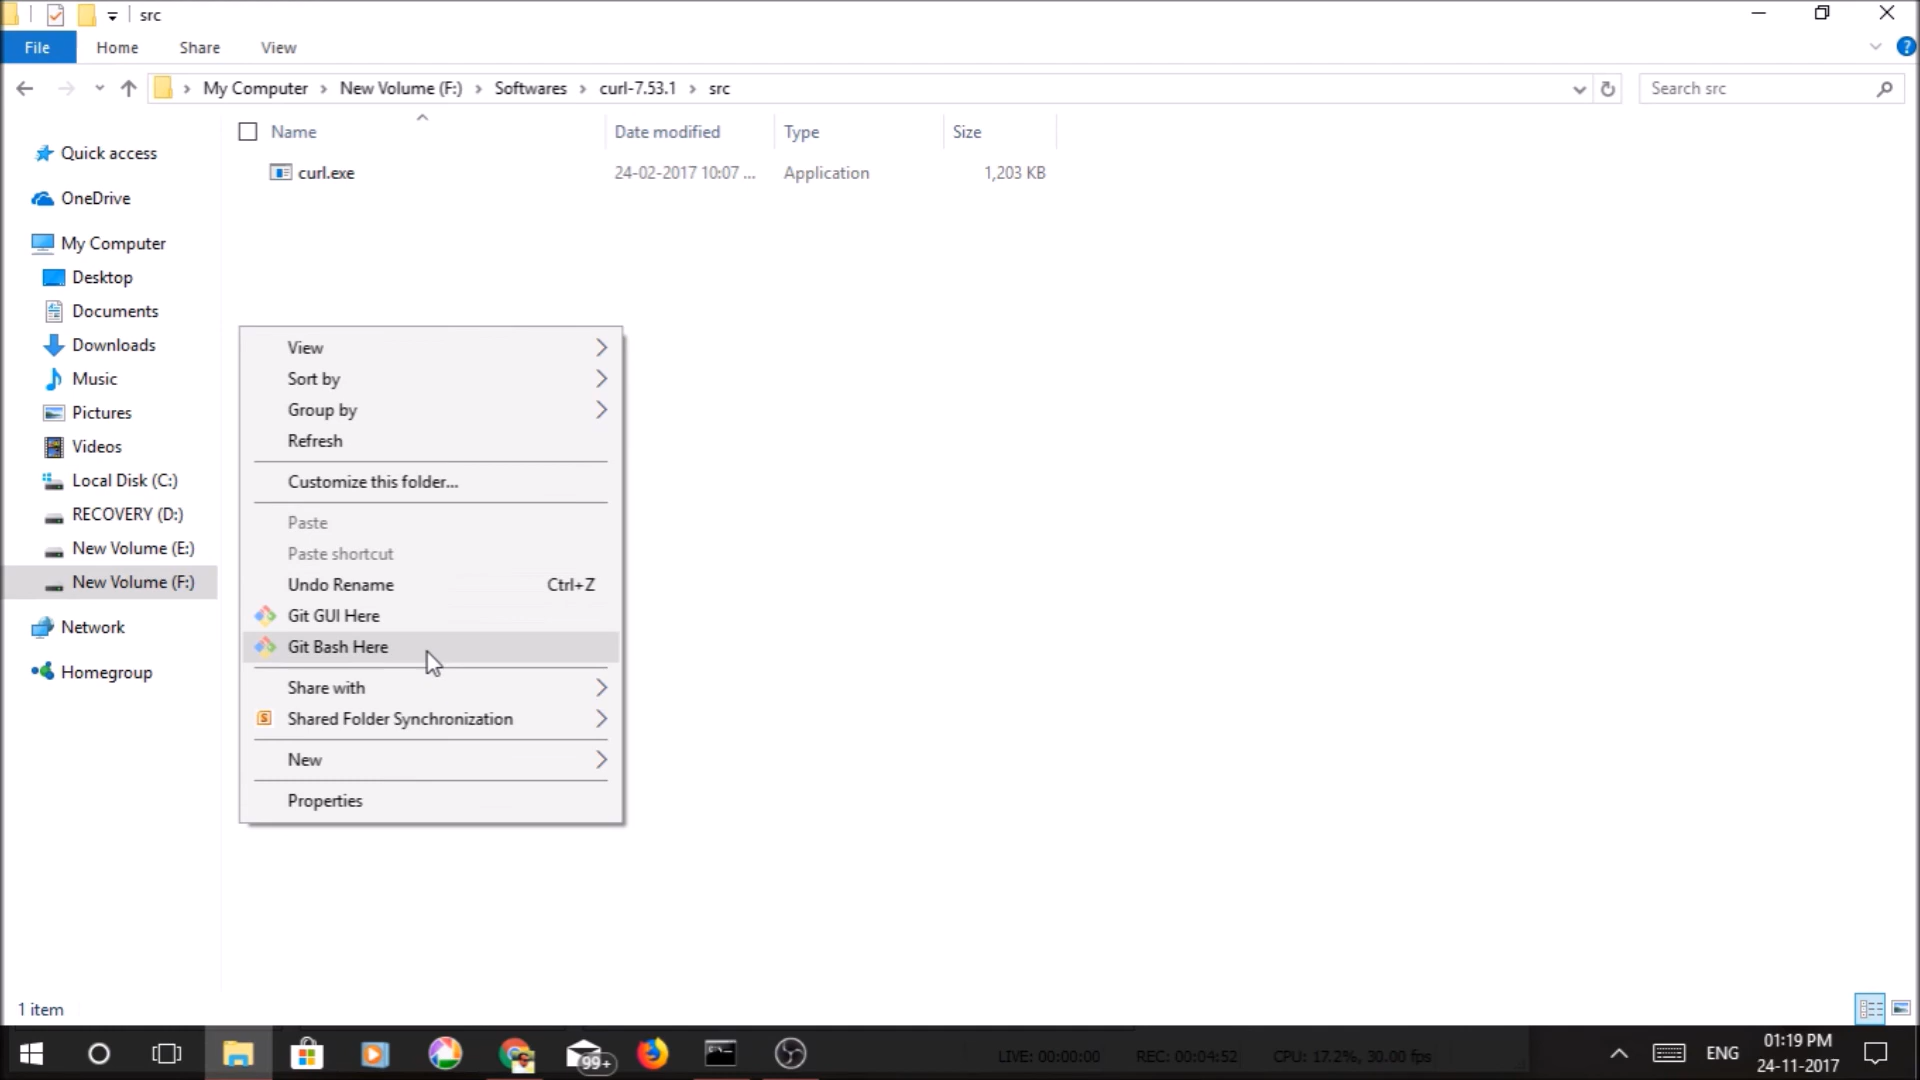 src
File Home Share View
My Computer New Volume (F:) Softwares curl-7.53.1 src
Search src
Name Date modified Type Size
curl.exe 24-02-2017 10:07 ... Application 1,203 KB
Quick access
OneDrive
My Computer
Desktop
Documents
Downloads
Music
Pictures
Videos
Local Disk (C:)
RECOVERY (D:)
New Volume (E:)
New Volume (F:)
Network
Homegroup
View
Sort by
Group by
Refresh
Customize this folder...
Paste
Paste shortcut
Undo Rename Ctrl+Z
Git GUI Here
Git Bash Here
Share with
S
Shared Folder Synchronization
New
Properties
1 item
99+
LIVE: 00:00:00 REC: 00:04:52 CPU: 17.2%, 30.00 fps
ENG
01:19 PM
24-11-2017